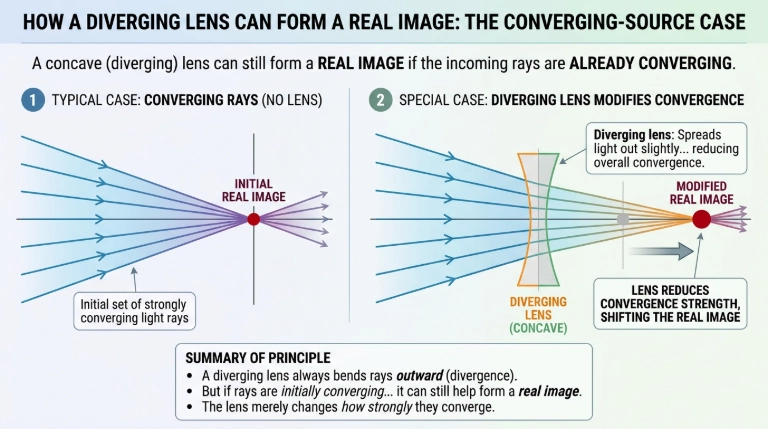 HOW A DIVERGING LENS CAN FORM A REAL IMAGE: THE CONVERGING-SOURCE CASE
A concave (diverging) lens can still form a REAL IMAGE if the incoming rays are ALREADY CONVERGING.
1 TYPICAL CASE: CONVERGING RAYS (NO LENS)
INITIAL
REAL IMAGE
Initial set of strongly
converging light rays
2 SPECIAL CASE: DIVERGING LENS MODIFIES CONVERGENCE
Diverging lens: Spreads
light out slightly... reducing
overall convergence.
MODIFIED
REAL IMAGE
DIVERGING
LENS
(CONCAVE)
LENS REDUCES
CONVERGENCE STRENGTH,
SHIFTING THE REAL IMAGE
SUMMARY OF PRINCIPLE
• A diverging lens always bends rays outward (divergence).
• But if rays are initially converging... it can still help form a real image.
• The lens merely changes how strongly they converge.